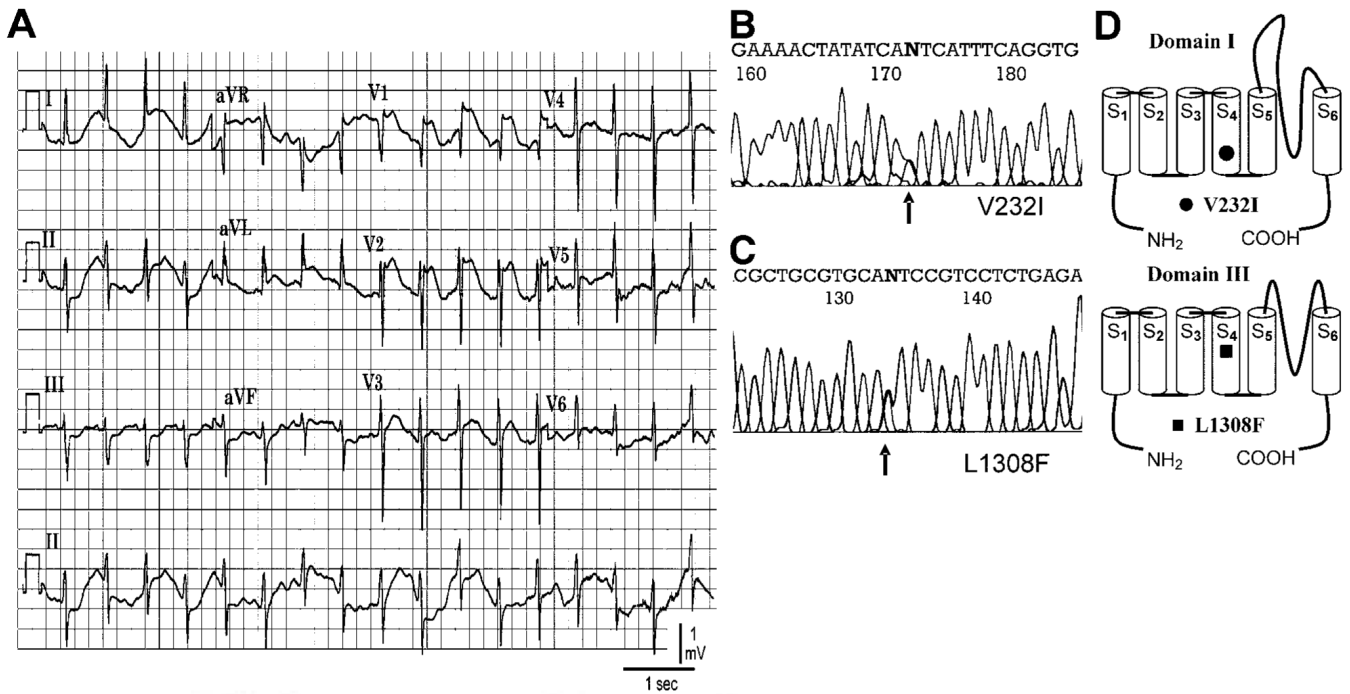 A
I
aVR
V1
V4
II
aVL
V2
V5
III
aVF
V3
V6
II
1
mV
1 sec
B
GAAAACTATATCANTCATTTCAGGTG
160 170 180
V232I
C
CGCTGCGTGCANTCCGTCCTCTGAGA
130 140
L1308F
D
Domain I
S1 S2 S3 S4 S5 S6
V232I
NH2 COOH
Domain III
S1 S2 S3 S4 S5 S6
L1308F
NH2 COOH